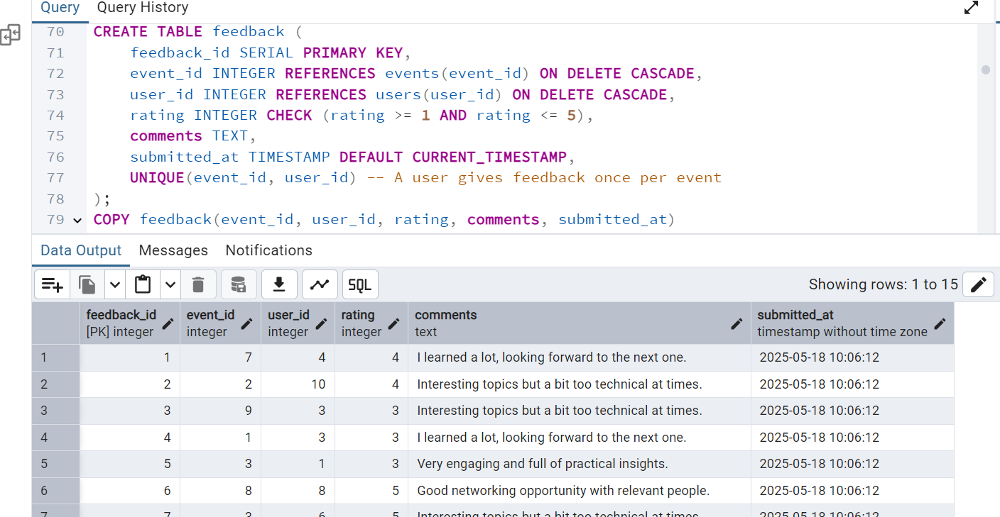 Query Query History
70 CREATE TABLE feedback (
71 feedback_id SERIAL PRIMARY KEY,
72 event_id INTEGER REFERENCES events(event_id) ON DELETE CASCADE,
73 user_id INTEGER REFERENCES users(user_id) ON DELETE CASCADE,
74 rating INTEGER CHECK (rating >= 1 AND rating <= 5),
75 comments TEXT,
76 submitted_at TIMESTAMP DEFAULT CURRENT_TIMESTAMP,
77 UNIQUE(event_id, user_id) -- A user gives feedback once per event
78 );
79 COPY feedback(event_id, user_id, rating, comments, submitted_at)
Data Output Messages Notifications
SQL Showing rows: 1 to 15
feedback_id event_id user_id rating comments submitted_at
[PK] integer integer integer integer text timestamp without time zone
1 1 7 4 4 I learned a lot, looking forward to the next one. 2025-05-18 10:06:12
2 2 2 10 4 Interesting topics but a bit too technical at times. 2025-05-18 10:06:12
3 3 9 3 3 Interesting topics but a bit too technical at times. 2025-05-18 10:06:12
4 4 1 3 3 I learned a lot, looking forward to the next one. 2025-05-18 10:06:12
5 5 3 1 3 Very engaging and full of practical insights. 2025-05-18 10:06:12
6 6 8 8 5 Good networking opportunity with relevant people. 2025-05-18 10:06:12
7 7 3 6 5 Interesting topics but a bit too technical at times. 2025-05-18 10:06:12